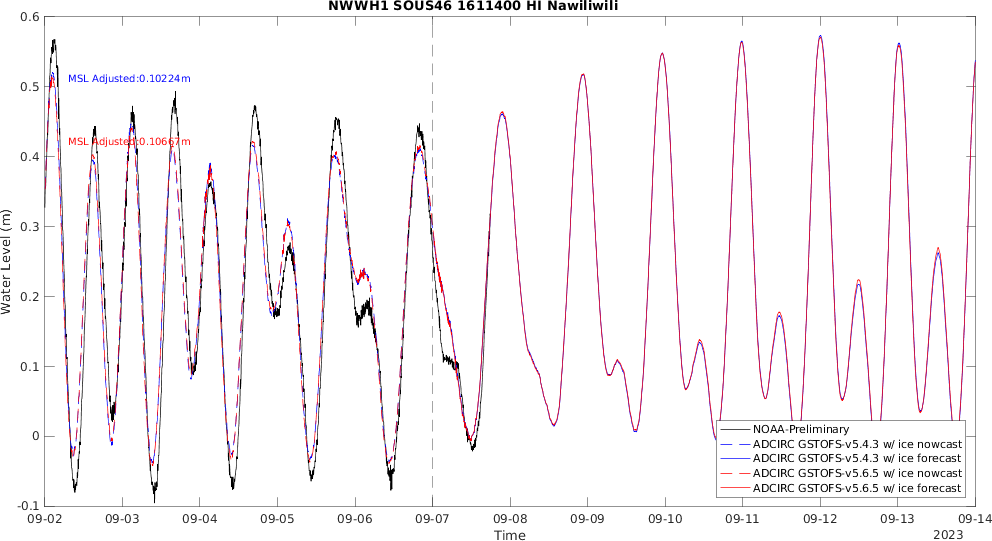 NWWH1 SOUS46 1611400 HI Nawiliwili
0.6
0.5
0.4
0.3
0.2
0.1
0
-0.1
Water Level (m)
MSL Adjusted:0.10224m
MSL Adjusted:0.10667m
NOAA-Preliminary
ADCIRC GSTOFS-v5.4.3 w/ ice nowcast
ADCIRC GSTOFS-v5.4.3 w/ ice forecast
ADCIRC GSTOFS-v5.6.5 w/ ice nowcast
ADCIRC GSTOFS-v5.6.5 w/ ice forecast
09-02 09-03 09-04 09-05 09-06 09-07 09-08 09-09 09-10 09-11 09-12 09-13 09-14
Time
2023